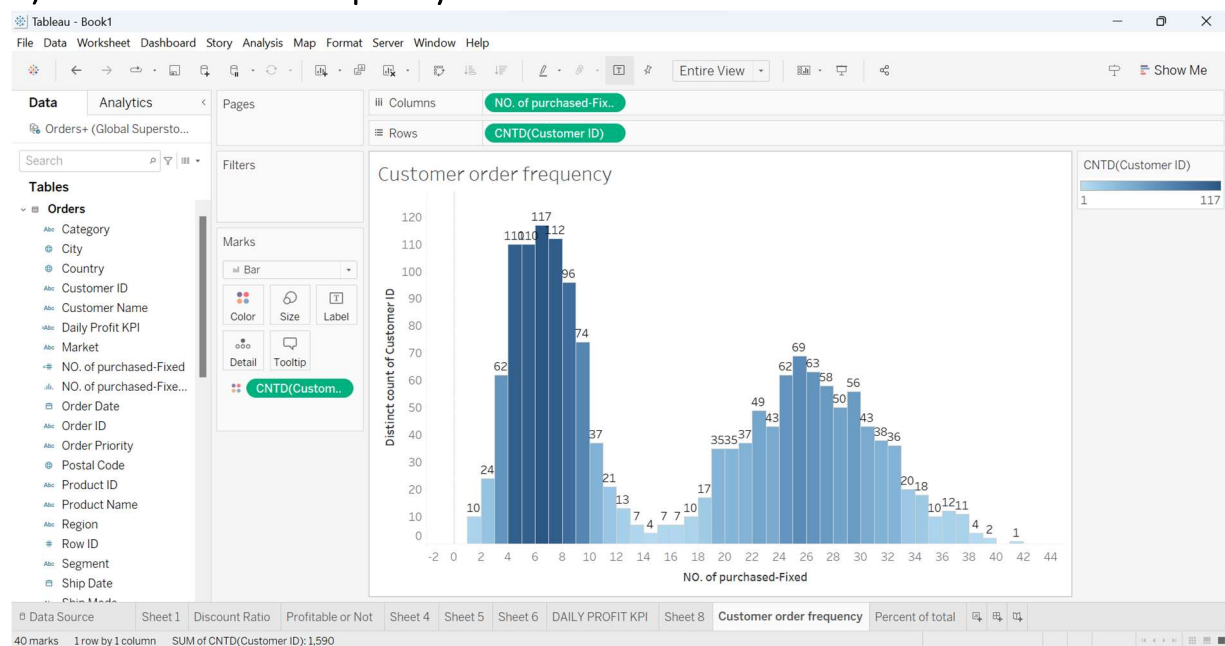 Tableau - Book1
File Data Worksheet Dashboard Story Analysis Map Format Server Window Help
Entire View
Show Me
Data Analytics
Orders+ (Global Supersto...
Search
Tables
Orders
Abc Category
City
Country
Abc Customer ID
Abc Customer Name
=Abc Daily Profit KPI
Abc Market
=# NO. of purchased-Fixed
NO. of purchased-Fixe...
Order Date
Abc Order ID
Abc Order Priority
Postal Code
Abc Product ID
Abc Product Name
Abc Region
# Row ID
Abc Segment
Ship Date
Pages
Filters
Marks
Bar
Color Size Label
Detail Tooltip
CNTD(Custom..
Columns NO. of purchased-Fix..
Rows CNTD(Customer ID)
Customer order frequency
Distinct count of Customer ID
120
110
100
90
80
70
60
50
40
30
20
10
0
10 24 62 110 110 117 112 96 74 37 21 13 7 4 7 7 10 17 35 35 37 49 43 62 69 63 58 50 56 43 38 36 20 18 10 12 11 4 2 1
-2 0 2 4 6 8 10 12 14 16 18 20 22 24 26 28 30 32 34 36 38 40 42 44
NO. of purchased-Fixed
CNTD(Customer ID)
1 117
Data Source Sheet 1 Discount Ratio Profitable or Not Sheet 4 Sheet 5 Sheet 6 DAILY PROFIT KPI Sheet 8 Customer order frequency Percent of total
40 marks 1 row by 1 column SUM of CNTD(Customer ID): 1,590